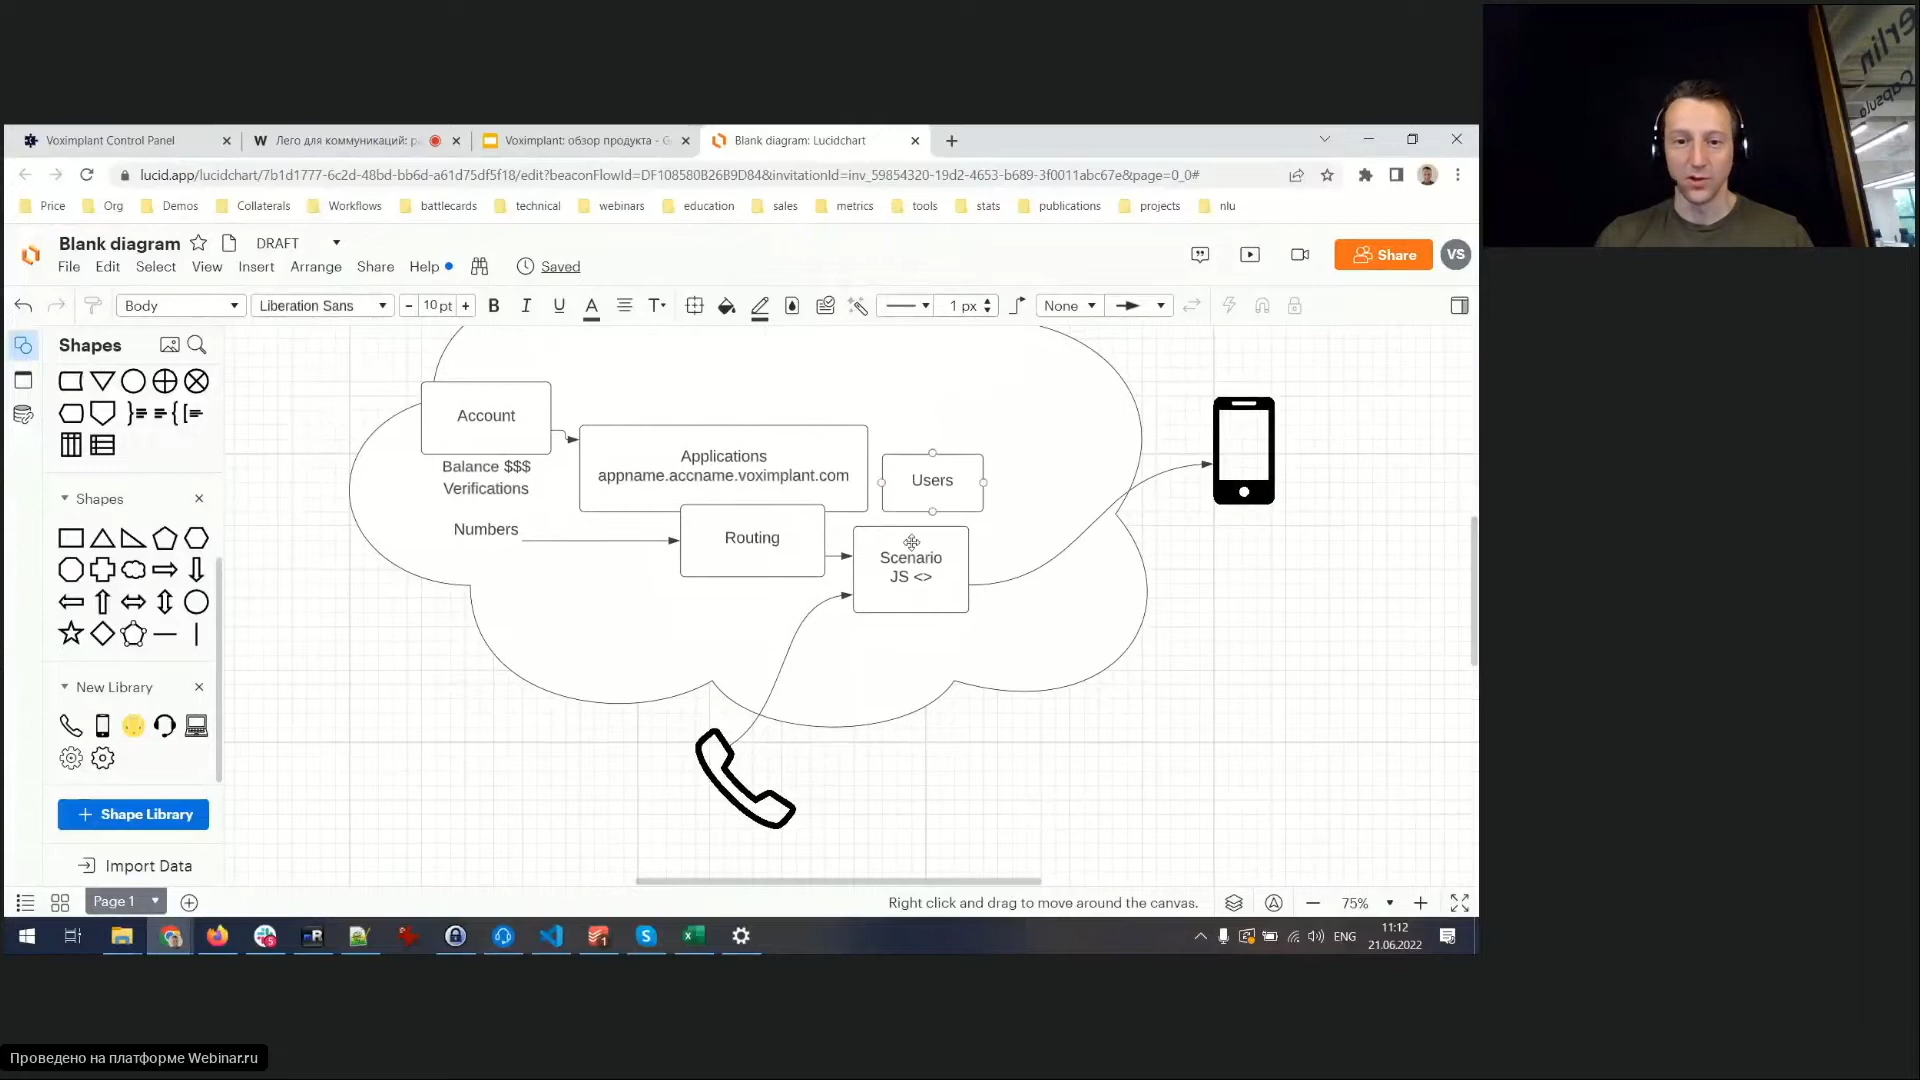 Voximplant Control Panel
W Лего для коммуникаций: р
Voximplant: обзор продукта - G
Blank diagram: Lucidchart
lucid.app/lucidchart/7b1d1777-6c2d-48bd-bb6d-a61d75df5f18/edit?beaconFlowId=DF108580B26B9D84&invitationId=inv_59854320-19d2-4653-b689-3f0011abc67e&page=0_0#
Price Org Demos Collaterals Workflows battlecards technical webinars education sales metrics tools stats publications projects nlu
Blank diagram DRAFT
File Edit Select View Insert Arrange Share Help Saved
Share VS
Body Liberation Sans - 10 pt + B I U A T 1 px None
Shapes
Shapes
New Library
+ Shape Library
Import Data
Account
Balance $$$
Verifications
Numbers
Applications
appname.accname.voximplant.com
Users
Routing
Scenario
JS <>
Page 1
Right click and drag to move around the canvas.
75%
ENG
11:12
21.06.2022
erlin
Capsula
Проведено на платформе Webinar.ru